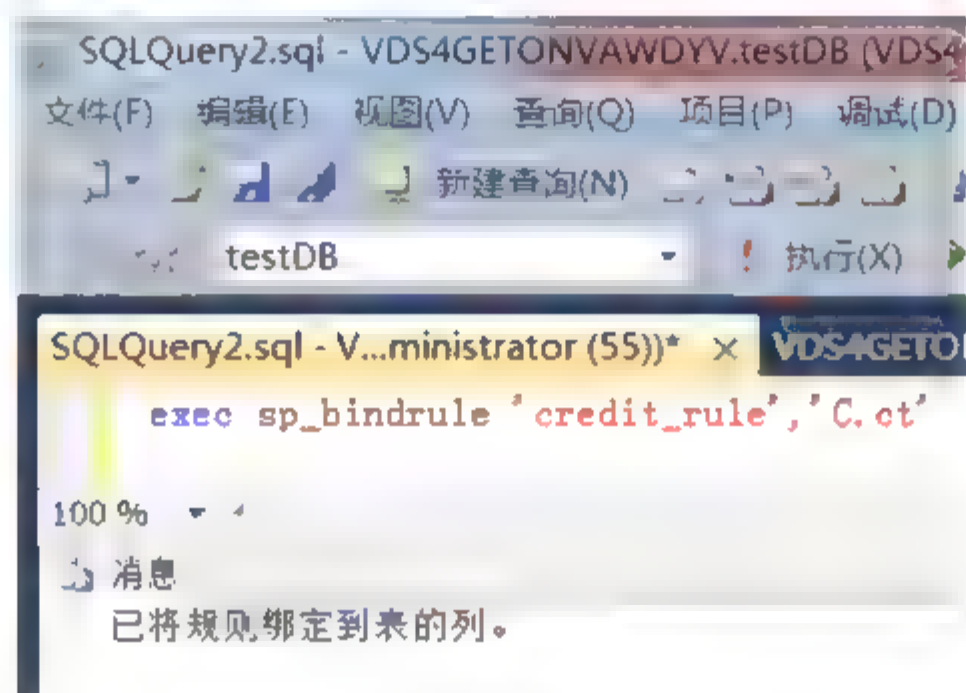 SQLQuery2.sql - VDS4GETONVAWDYV.testDB (VDS4
文件(F) 编辑(E) 视图(V) 查询(Q) 项目(P) 调试(D)
新建查询(N)
testDB ! 执行(X)
SQLQuery2.sql - V...ministrator (55))* × VDS4GETO
exec sp_bindrule 'credit_rule','C.ct'
100 %
消息
已将规则绑定到表的列。